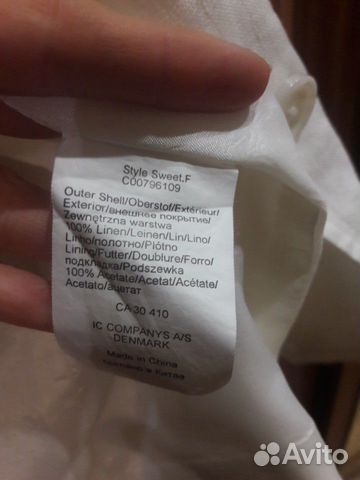 Style Sweet.F
C00796109
Outer Shell/Oberstof/Extérieur/
Exterior/внешнее покрытие/
Zewnętrzna warstwa
100% Linen/Leinen/Lin/Lino/
Linho/полотно/Płótno
Lining/Futter/Doublure/Forro/
подкладка/Podszewka
100% Acetate/Acetat/Acétate/
Acetato/ацетат
CA 30 410
IC COMPANYS A/S
DENMARK
Made in China
в Китае
Avito